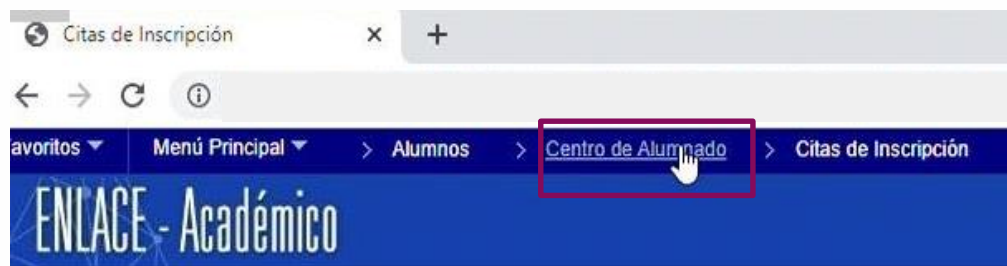 Citas de Inscripción
avoritos Menú Principal > Alumnos > Centro de Alumnado > Citas de Inscripción
ENLACE - Académico